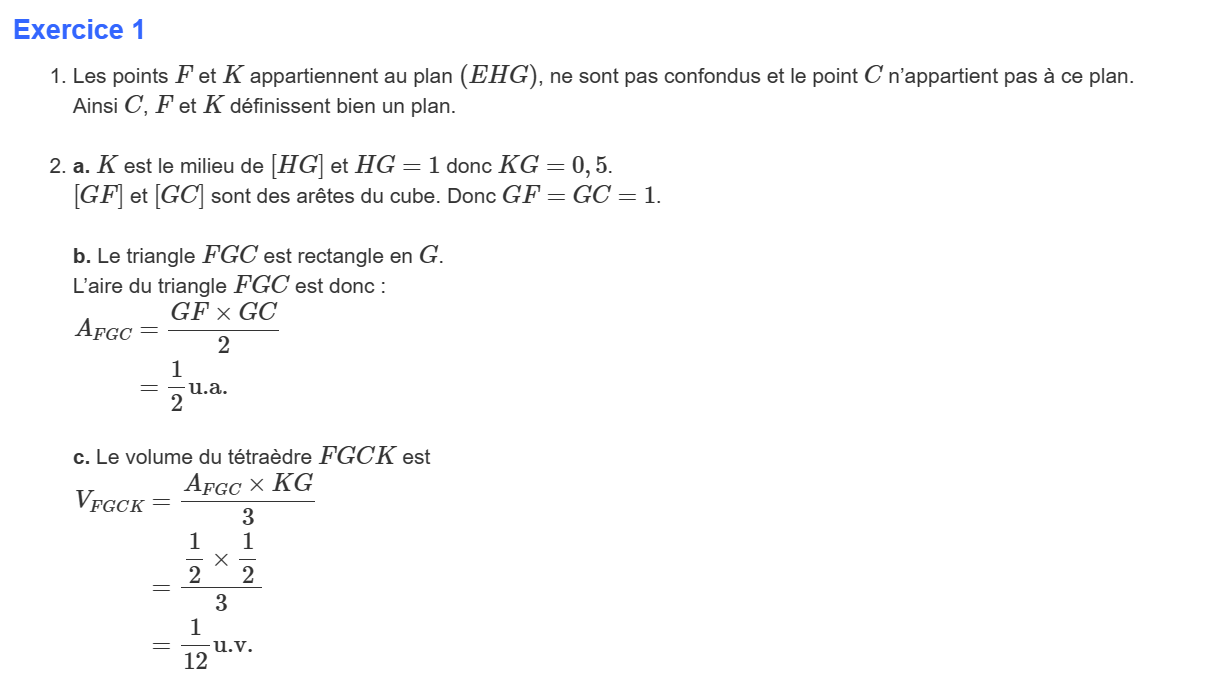 Exercice 1
1. Les points F et K appartiennent au plan (EHG), ne sont pas confondus et le point C n’appartient pas à ce plan.
Ainsi C, F et K définissent bien un plan.
2. a. K est le milieu de [HG] et HG = 1 donc KG = 0, 5.
[GF] et [GC] sont des arêtes du cube. Donc GF = GC = 1.
b. Le triangle FGC est rectangle en G.
L’aire du triangle FGC est donc :
A_{FGC} = \frac{GF × GC}{2}
= \frac{1}{2} u.a.
c. Le volume du tétraèdre FGCK est
V_{FGCK} = \frac{A_{FGC} × KG}{3}
= \frac{\frac{1}{2} × \frac{1}{2}}{3}
= \frac{1}{12} u.v.